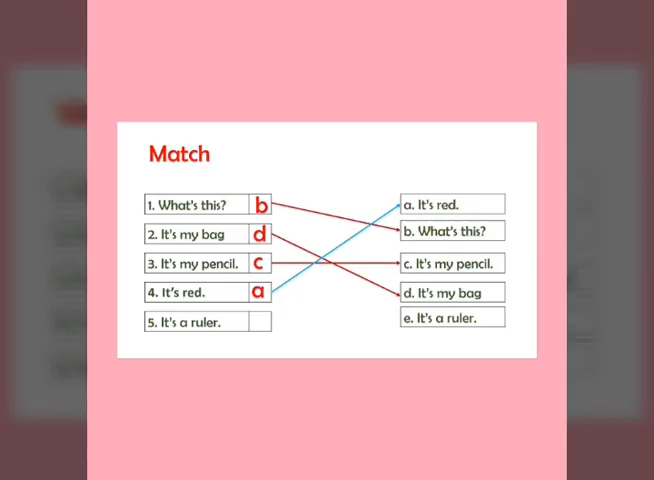 Match
1. What's this? b
2. It's my bag d
3. It's my pencil. c
4. It's red. a
5. It's a ruler.
a. It's red.
b. What's this?
c. It's my pencil.
d. It's my bag
e. It's a ruler.